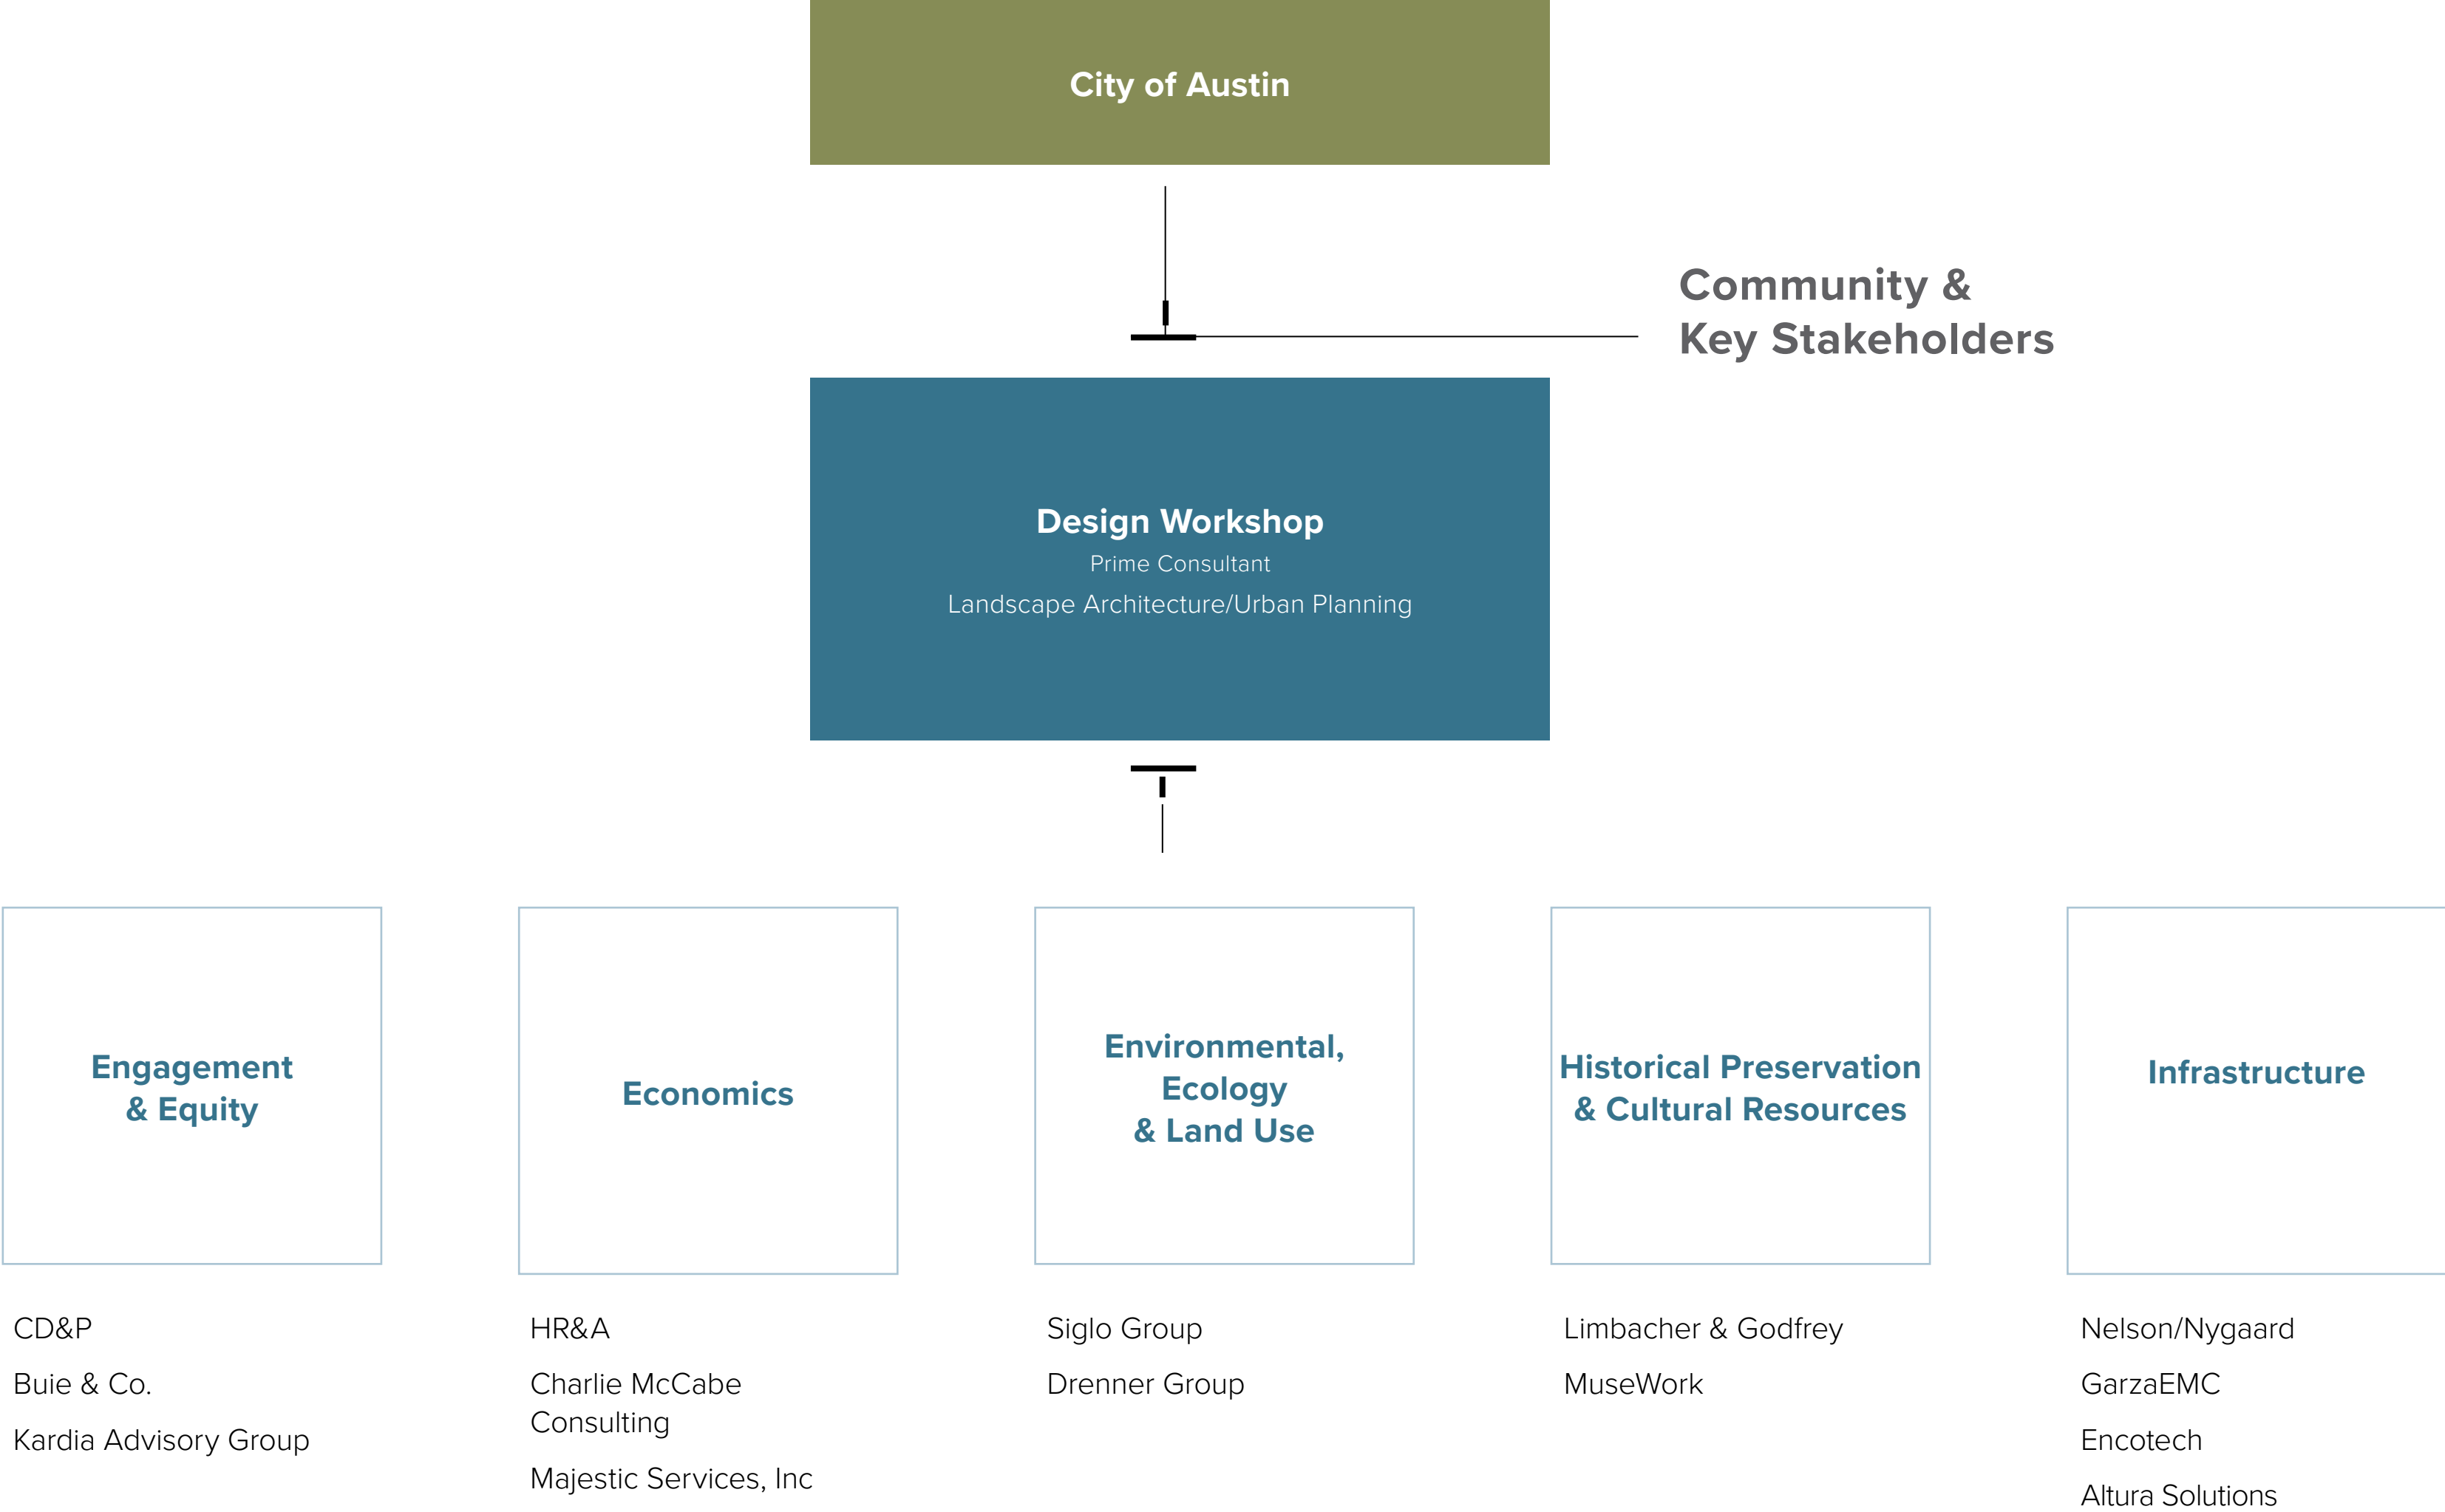 City of Austin
Community &
Key Stakeholders
Design Workshop
Prime Consultant
Landscape Architecture/Urban Planning
Engagement
& Equity
Economics
Environmental,
Ecology
& Land Use
Historical Preservation
& Cultural Resources
Infrastructure
CD&P
Buie & Co.
Kardia Advisory Group
HR&A
Charlie McCabe
Consulting
Majestic Services, Inc
Siglo Group
Drenner Group
Limbacher & Godfrey
MuseWork
Nelson/Nygaard
GarzaEMC
Encotech
Altura Solutions